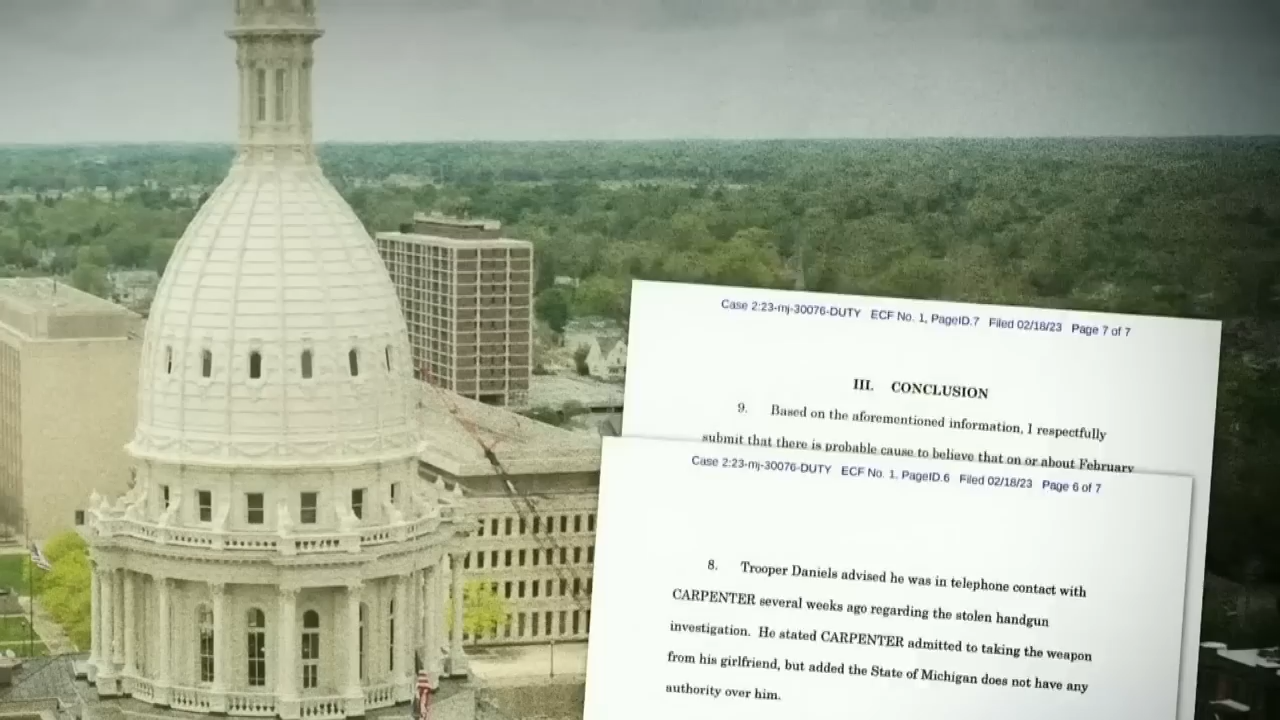 Case 2:23-mj-30076-DUTY ECF No. 1, PageID.7 Filed 02/18/23 Page 7 of 7
III. CONCLUSION
9. Based on the aforementioned information, I respectfully
submit that there is probable cause to believe that on or about February
Case 2:23-mj-30076-DUTY ECF No. 1, PageID.6 Filed 02/18/23 Page 6 of 7
8. Trooper Daniels advised he was in telephone contact with
CARPENTER several weeks ago regarding the stolen handgun
investigation. He stated CARPENTER admitted to taking the weapon
from his girlfriend, but added the State of Michigan does not have any
authority over him.